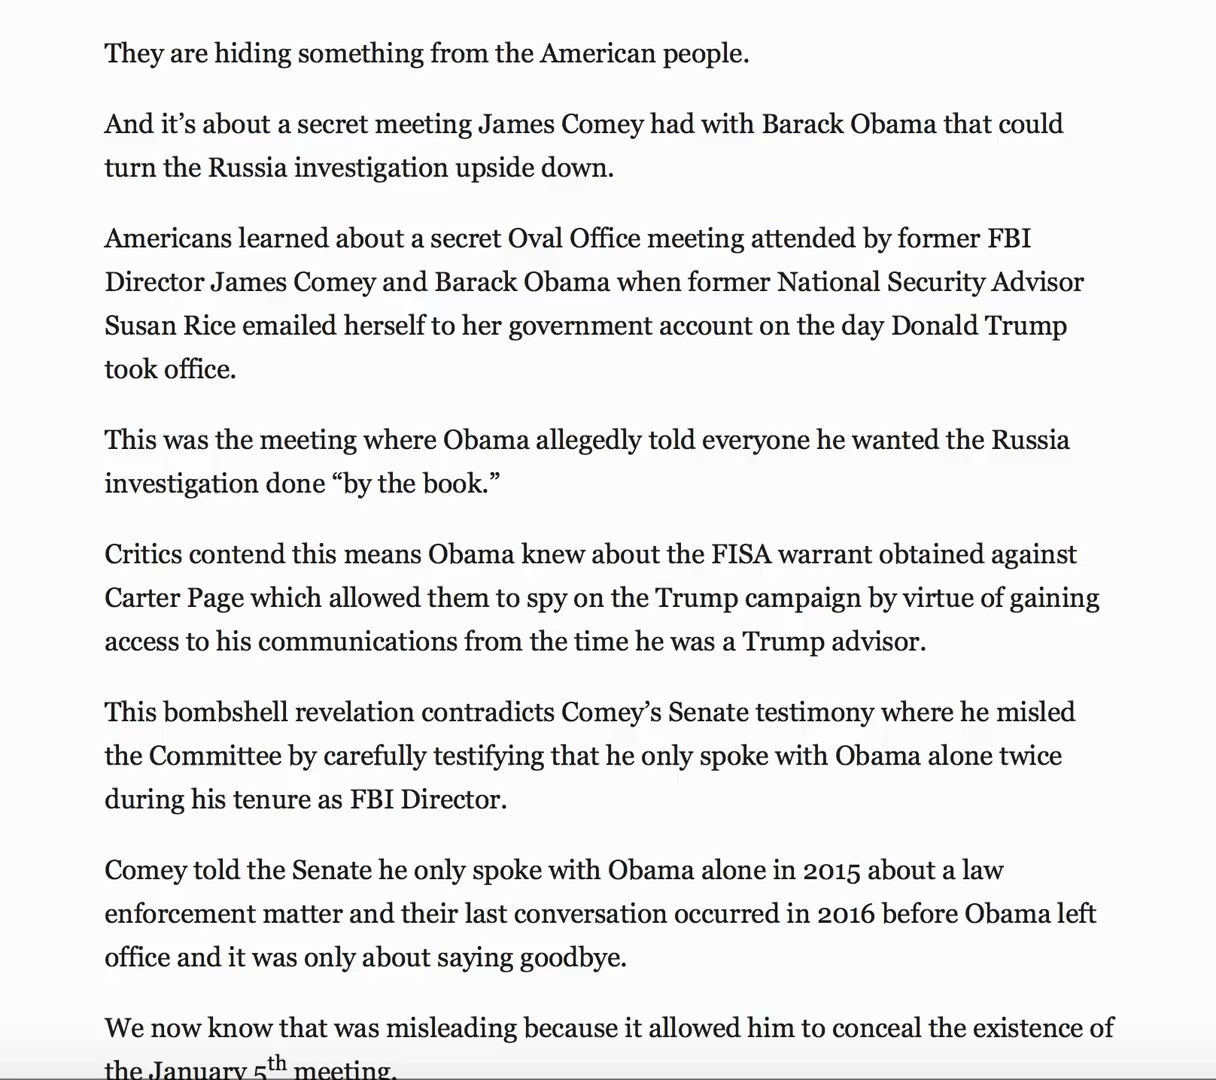 They are hiding something from the American people.
And it’s about a secret meeting James Comey had with Barack Obama that could
turn the Russia investigation upside down.
Americans learned about a secret Oval Office meeting attended by former FBI
Director James Comey and Barack Obama when former National Security Advisor
Susan Rice emailed herself to her government account on the day Donald Trump
took office.
This was the meeting where Obama allegedly told everyone he wanted the Russia
investigation done “by the book.”
Critics contend this means Obama knew about the FISA warrant obtained against
Carter Page which allowed them to spy on the Trump campaign by virtue of gaining
access to his communications from the time he was a Trump advisor.
This bombshell revelation contradicts Comey’s Senate testimony where he misled
the Committee by carefully testifying that he only spoke with Obama alone twice
during his tenure as FBI Director.
Comey told the Senate he only spoke with Obama alone in 2015 about a law
enforcement matter and their last conversation occurred in 2016 before Obama left
office and it was only about saying goodbye.
We now know that was misleading because it allowed him to conceal the existence of
the January 5th meeting.